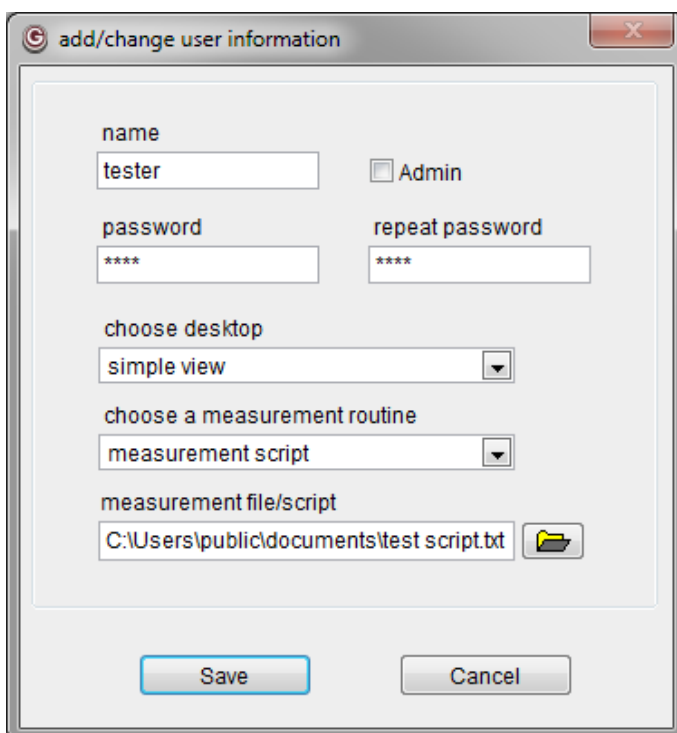 add/change user information
name
tester
Admin
password
repeat password
****
****
choose desktop
simple view
choose a measurement routine
measurement script
measurement file/script
C:\Users\public\documents\test script.txt
Save
Cancel